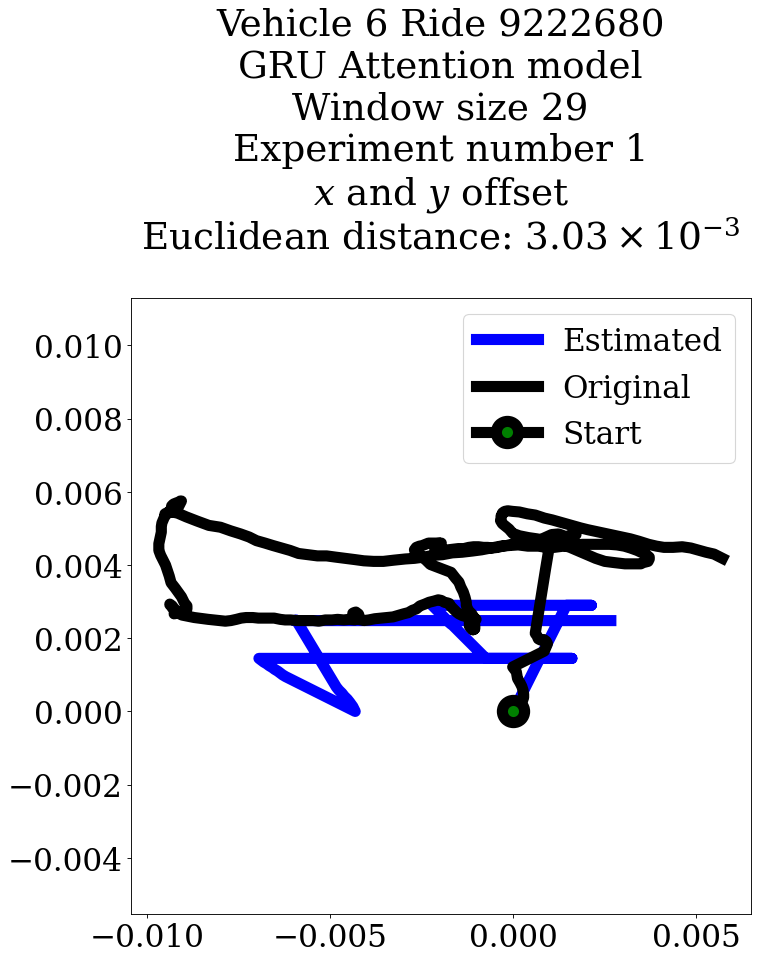 Vehicle 6 Ride 9222680
GRU Attention model
Window size 29
Experiment number 1
x and y offset
Euclidean distance: 3.03 × 10⁻³
Estimated
Original
Start
0.010
0.008
0.006
0.004
0.002
0.000
−0.002
−0.004
−0.010 −0.005 0.000 0.005